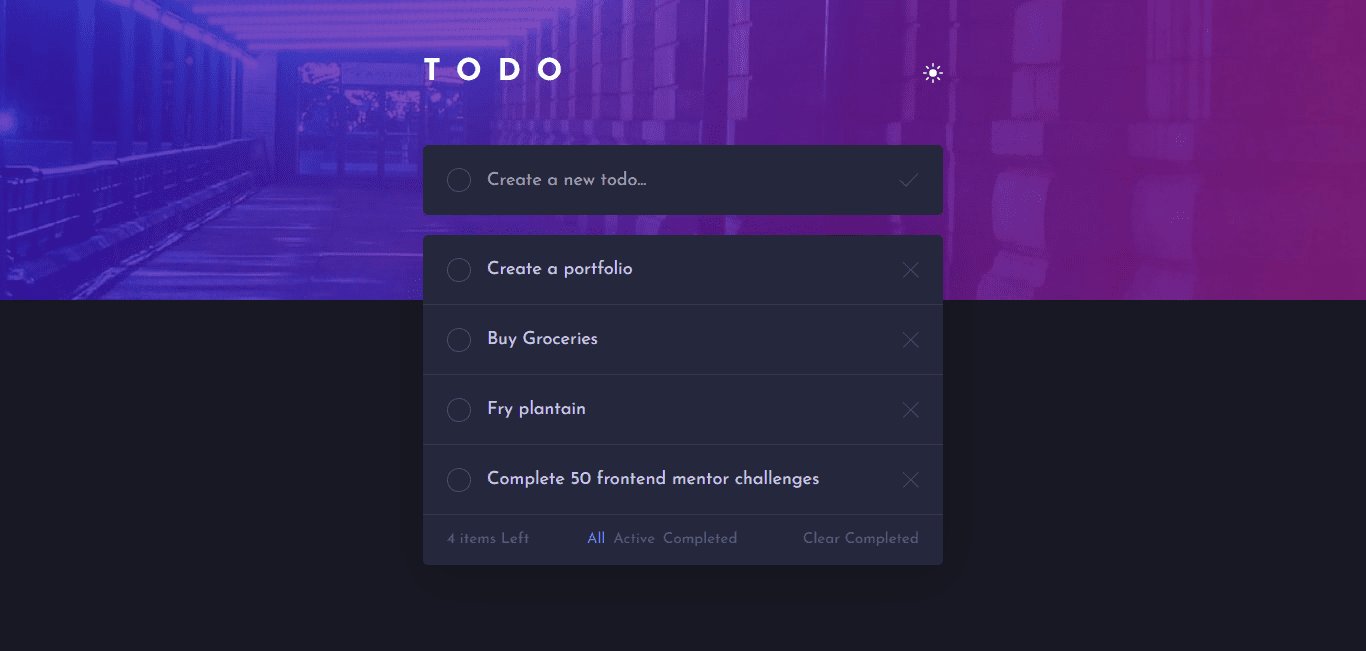 TODO
Create a new todo...
Create a portfolio
Buy Groceries
Fry plantain
Complete 50 frontend mentor challenges
4 items Left All Active Completed Clear Completed